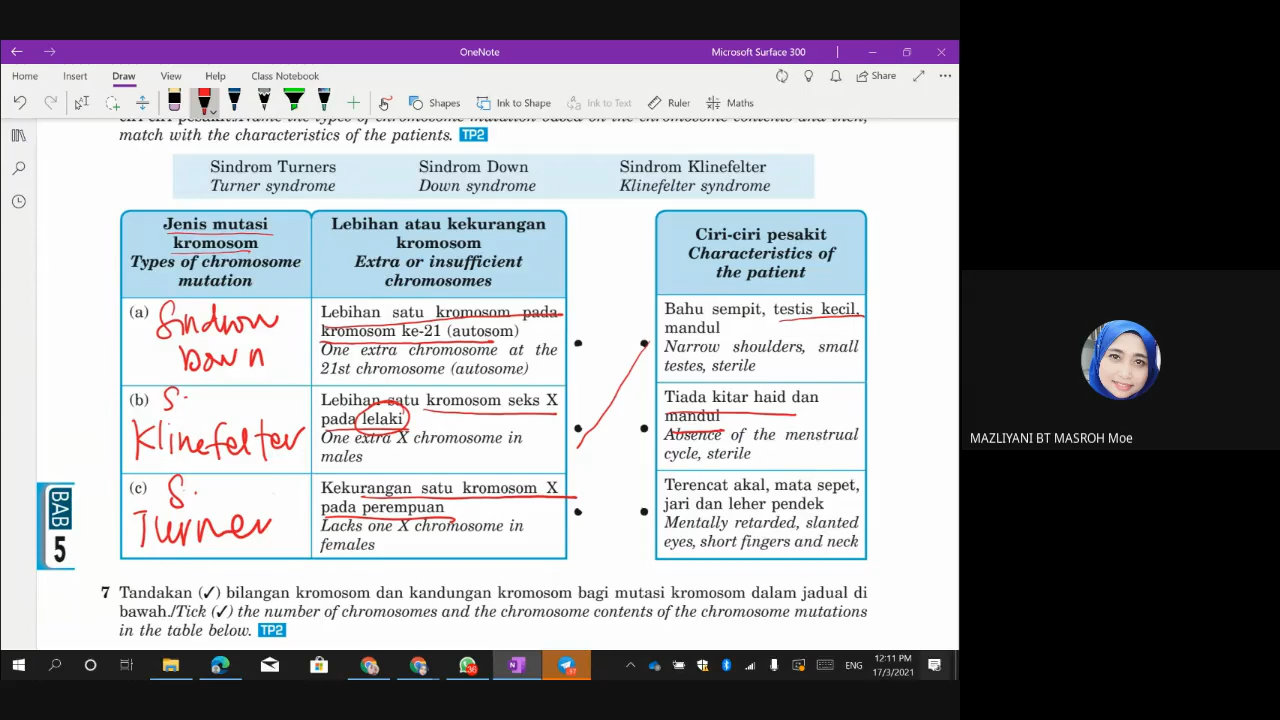 OneNote
Microsoft Surface 300
Home Insert Draw View Help Class Notebook
Share
Shapes Ink to Shape Ink to Text Ruler Maths
match with the characteristics of the patients. TP2
Sindrom Turners Sindrom Down Sindrom Klinefelter
Turner syndrome Down syndrome Klinefelter syndrome
Jenis mutasi
kromosom
Types of chromosome
mutation
Lebihan atau kekurangan
kromosom
Extra or insufficient
chromosomes
Ciri-ciri pesakit
Characteristics of
the patient
(a) Sindrom
Down
Lebihan satu kromosom pada
kromosom ke-21 (autosom)
One extra chromosome at the
21st chromosome (autosome)
Bahu sempit, testis kecil,
mandul
Narrow shoulders, small
testes, sterile
(b) S.
Klinefelter
Lebihan satu kromosom seks X
pada lelaki
One extra X chromosome in
males
Tiada kitar haid dan
mandul
Absence of the menstrual
cycle, sterile
(c) S.
Turner
Kekurangan satu kromosom X
pada perempuan
Lacks one X chromosome in
females
Terencat akal, mata sepet,
jari dan leher pendek
Mentally retarded, slanted
eyes, short fingers and neck
BAB
5
7 Tandakan (✓) bilangan kromosom dan kandungan kromosom bagi mutasi kromosom dalam jadual di
bawah./Tick (✓) the number of chromosomes and the chromosome contents of the chromosome mutations
in the table below. TP2
MAZLIYANI BT MASROH Moe
ENG
12:11 PM
17/3/2021